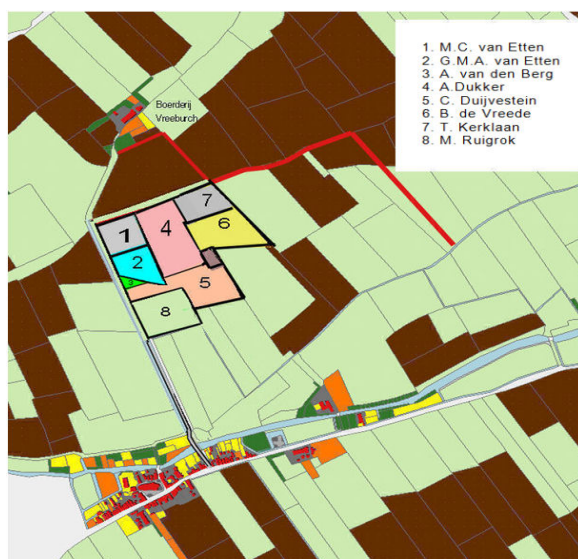 1. M.C. van Etten
2. G.M.A. van Etten
3. A. van den Berg
4. A.Dukker
5. C. Duijvestein
6. B. de Vreede
7. T. Kerklaan
8. M. Ruigrok
Boerderij
Vreeburch
7
1
4
6
2
3
5
8